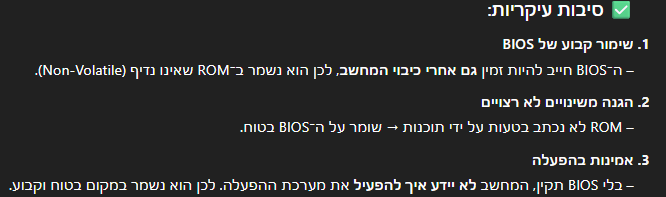 ✅ סיבות עיקריות:
1. שימור קבוע של BIOS
– ה־BIOS חייב להיות זמין גם אחרי כיבוי המחשב, לכן הוא נשמר ב־ROM שאינו נדיף (Non-Volatile).
2. הגנה משינויים לא רצויים
– ROM לא נכתב בטעות על ידי תוכנות → שומר על ה־BIOS בטוח.
3. אמינות בהפעלה
– בלי BIOS תקין, המחשב לא יידע איך להפעיל את מערכת ההפעלה. לכן הוא נשמר במקום בטוח וקבוע.